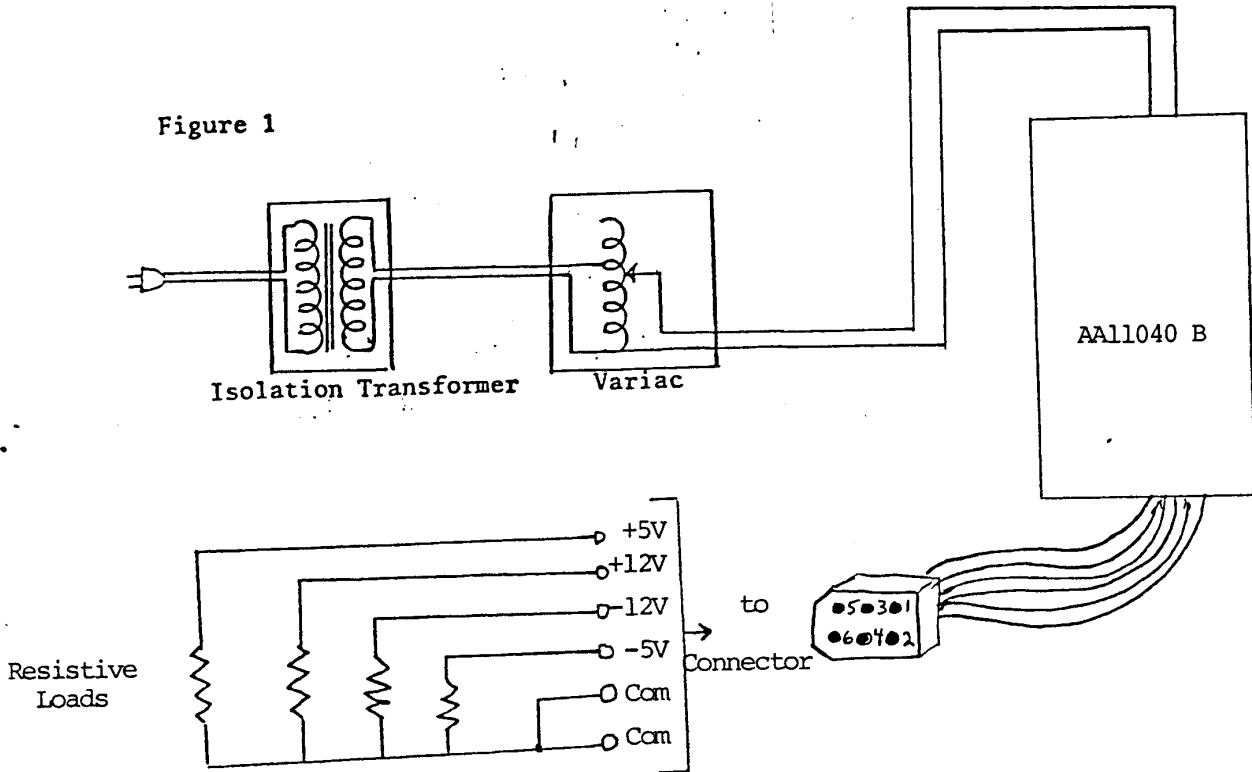 Figure 1
Isolation Transformer
Variac
AA11040 B
+5V
+12V
-12V
-5V
Com
Com
Resistive
Loads
to
Connector
5 3 1
6 4 2